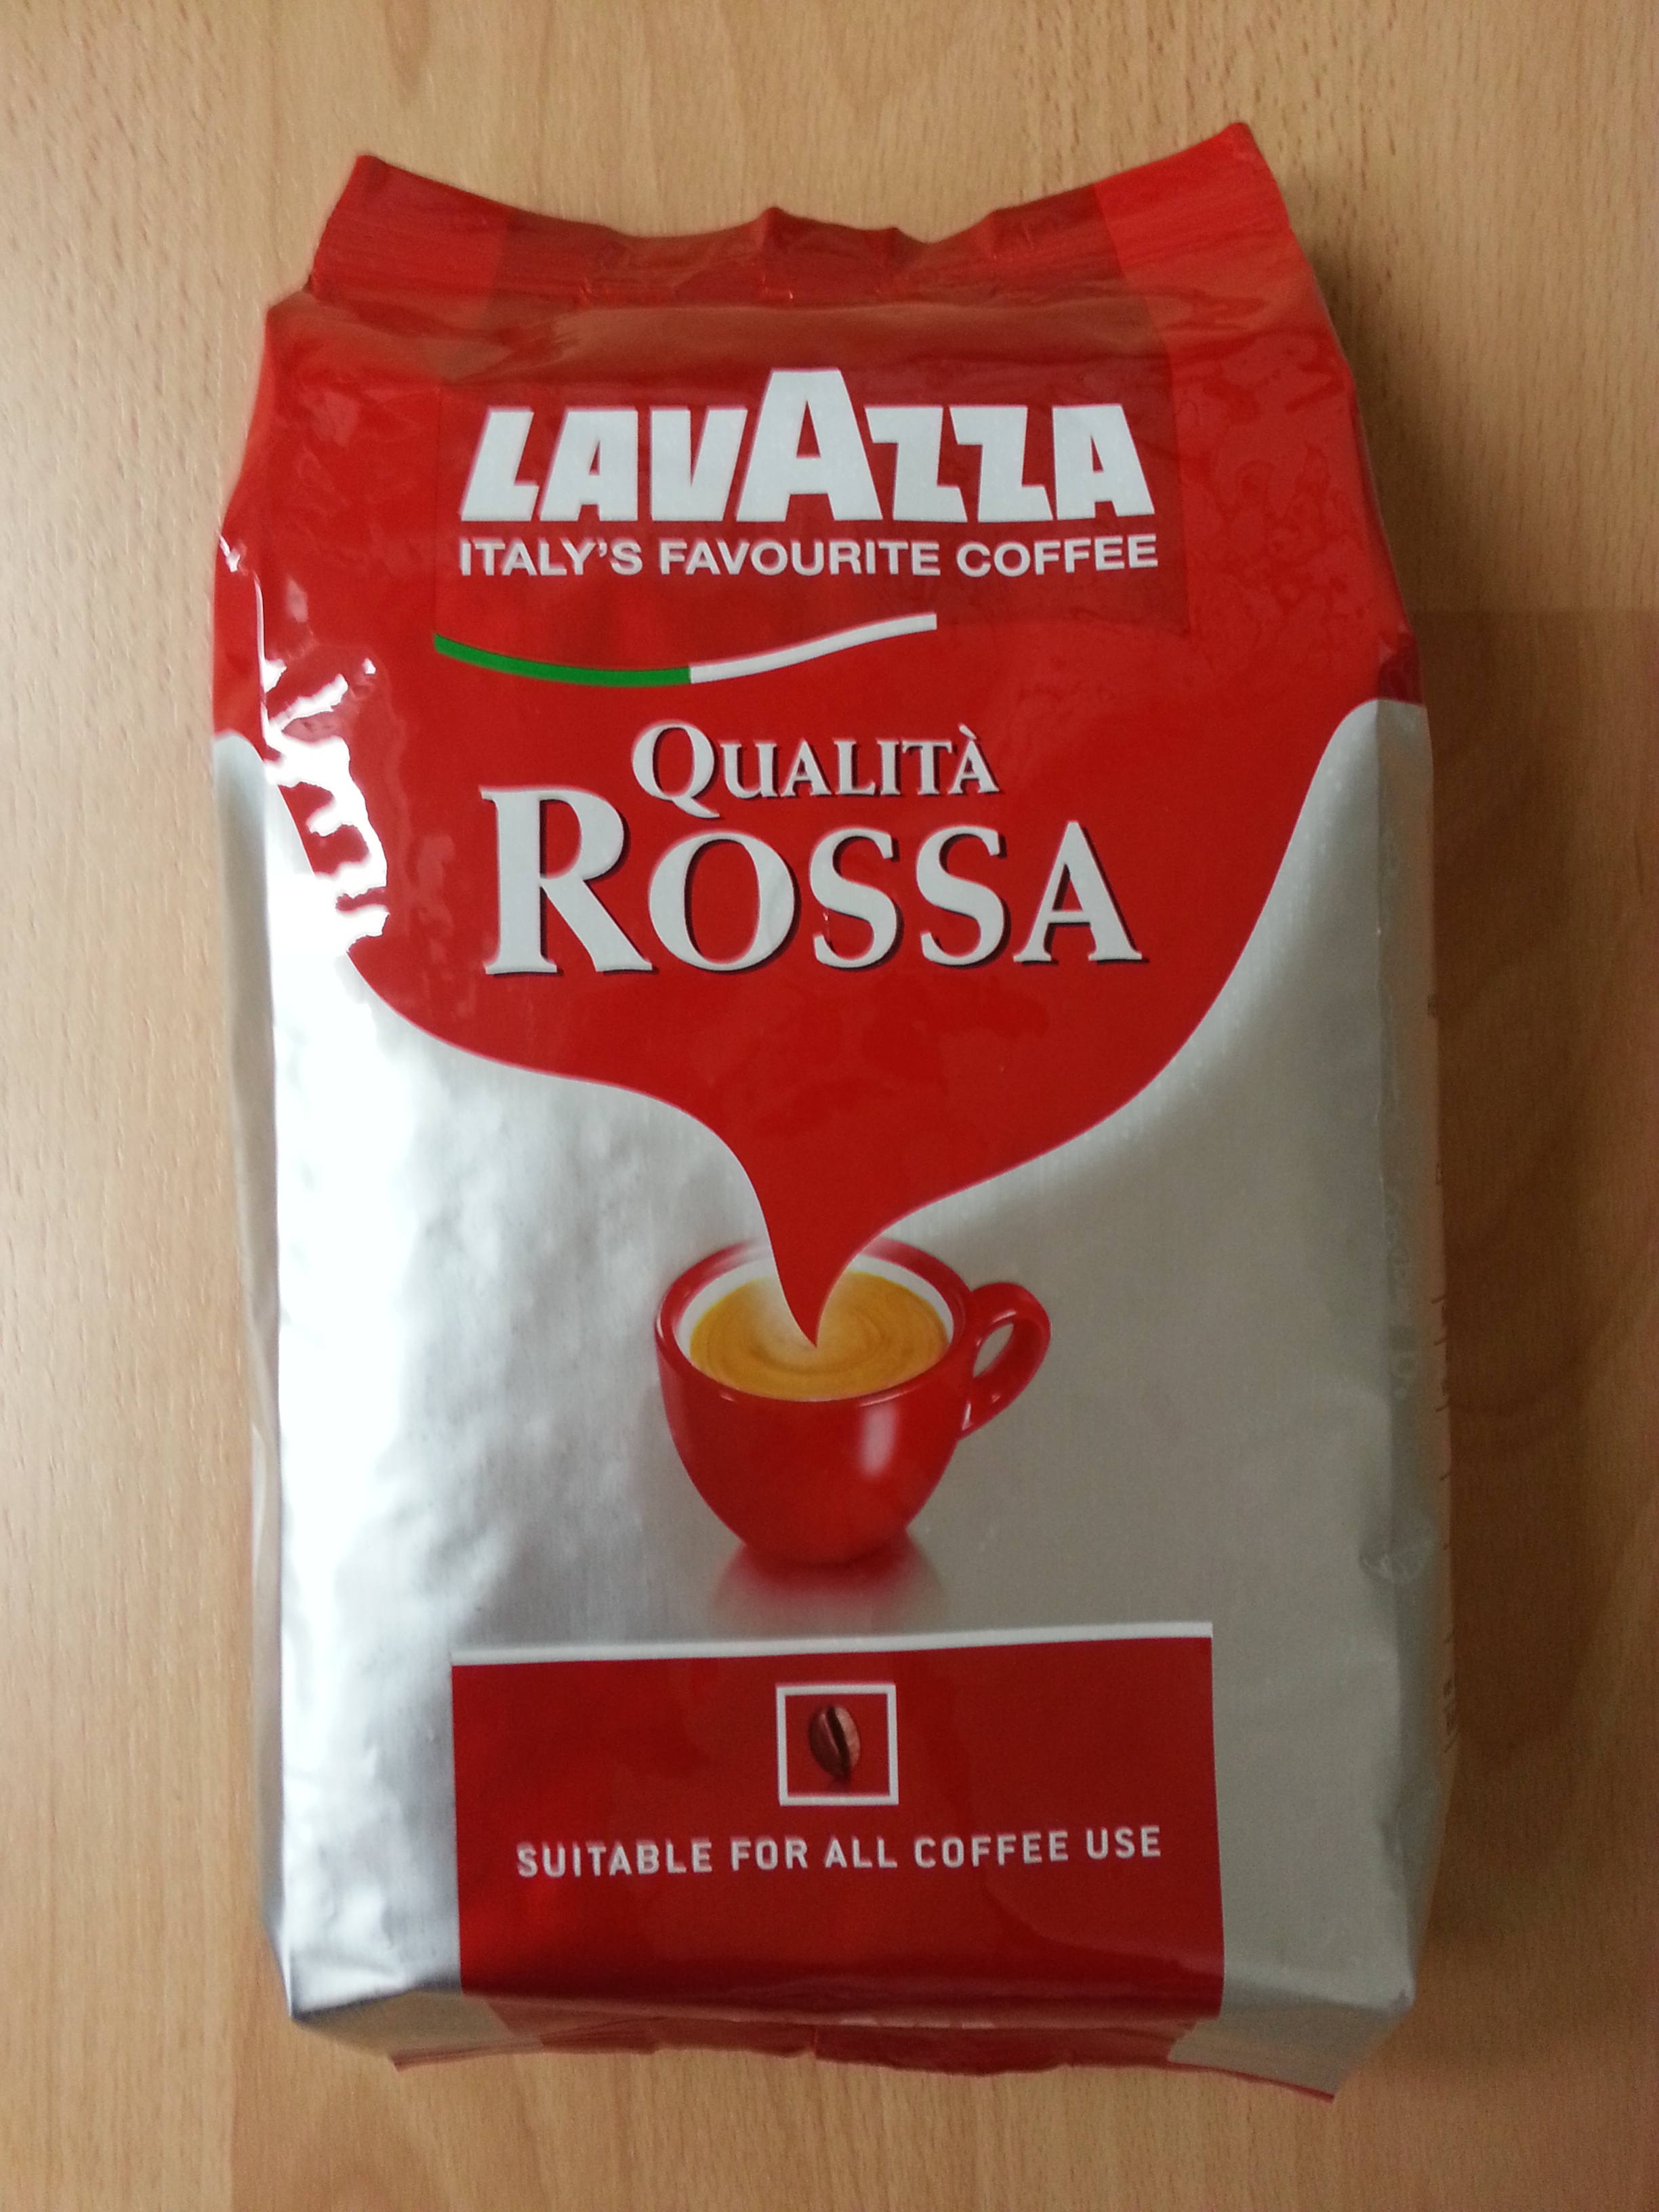 LAVAZZA
ITALY'S FAVOURITE COFFEE
QUALITÀ
ROSSA
SUITABLE FOR ALL COFFEE USE